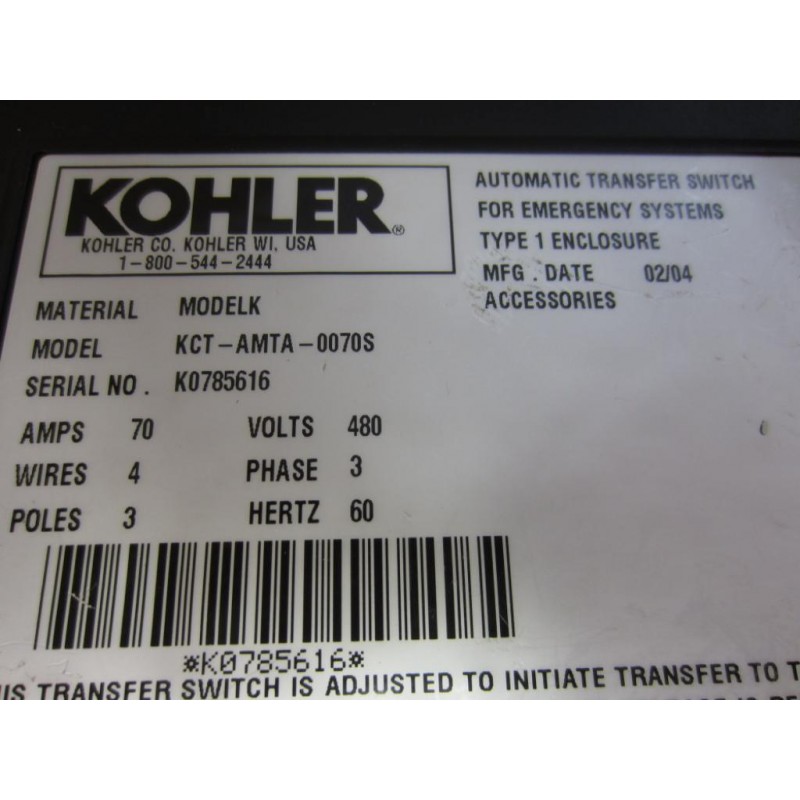 KOHLER®
KOHLER CO. KOHLER WI. USA
1-800-544-2444
AUTOMATIC TRANSFER SWITCH
FOR EMERGENCY SYSTEMS
TYPE 1 ENCLOSURE
MFG . DATE 02/04
ACCESSORIES
MATERIAL MODELK
MODEL KCT-AMTA-0070S
SERIAL NO . K0785616
AMPS 70 VOLTS 480
WIRES 4 PHASE 3
POLES 3 HERTZ 60
*K0785616*
TRANSFER SWITCH IS ADJUSTED TO INITIATE TRANSFER TO